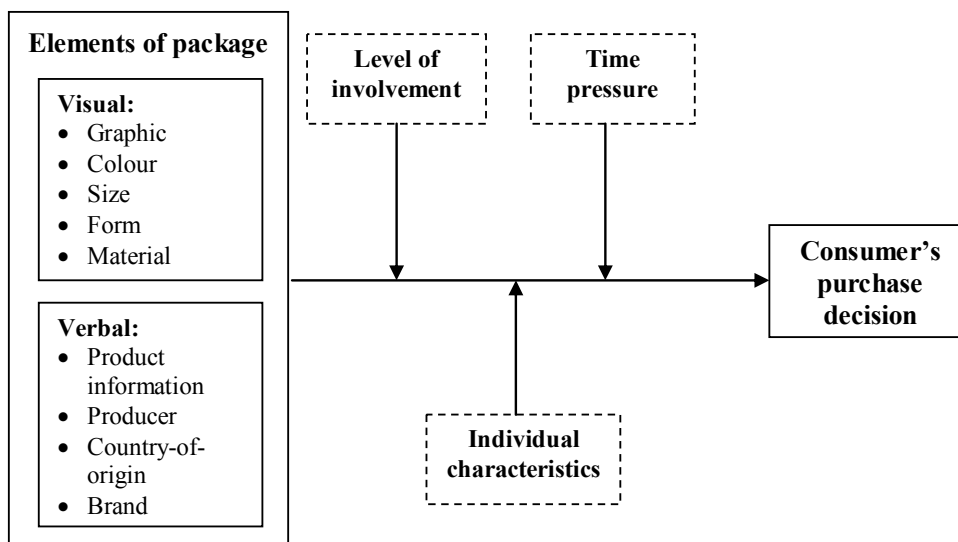 Elements of package
Visual:
• Graphic
• Colour
• Size
• Form
• Material
Verbal:
• Product
information
• Producer
• Country-of-
origin
• Brand
Level of
involvement
Time
pressure
Individual
characteristics
Consumer’s
purchase
decision